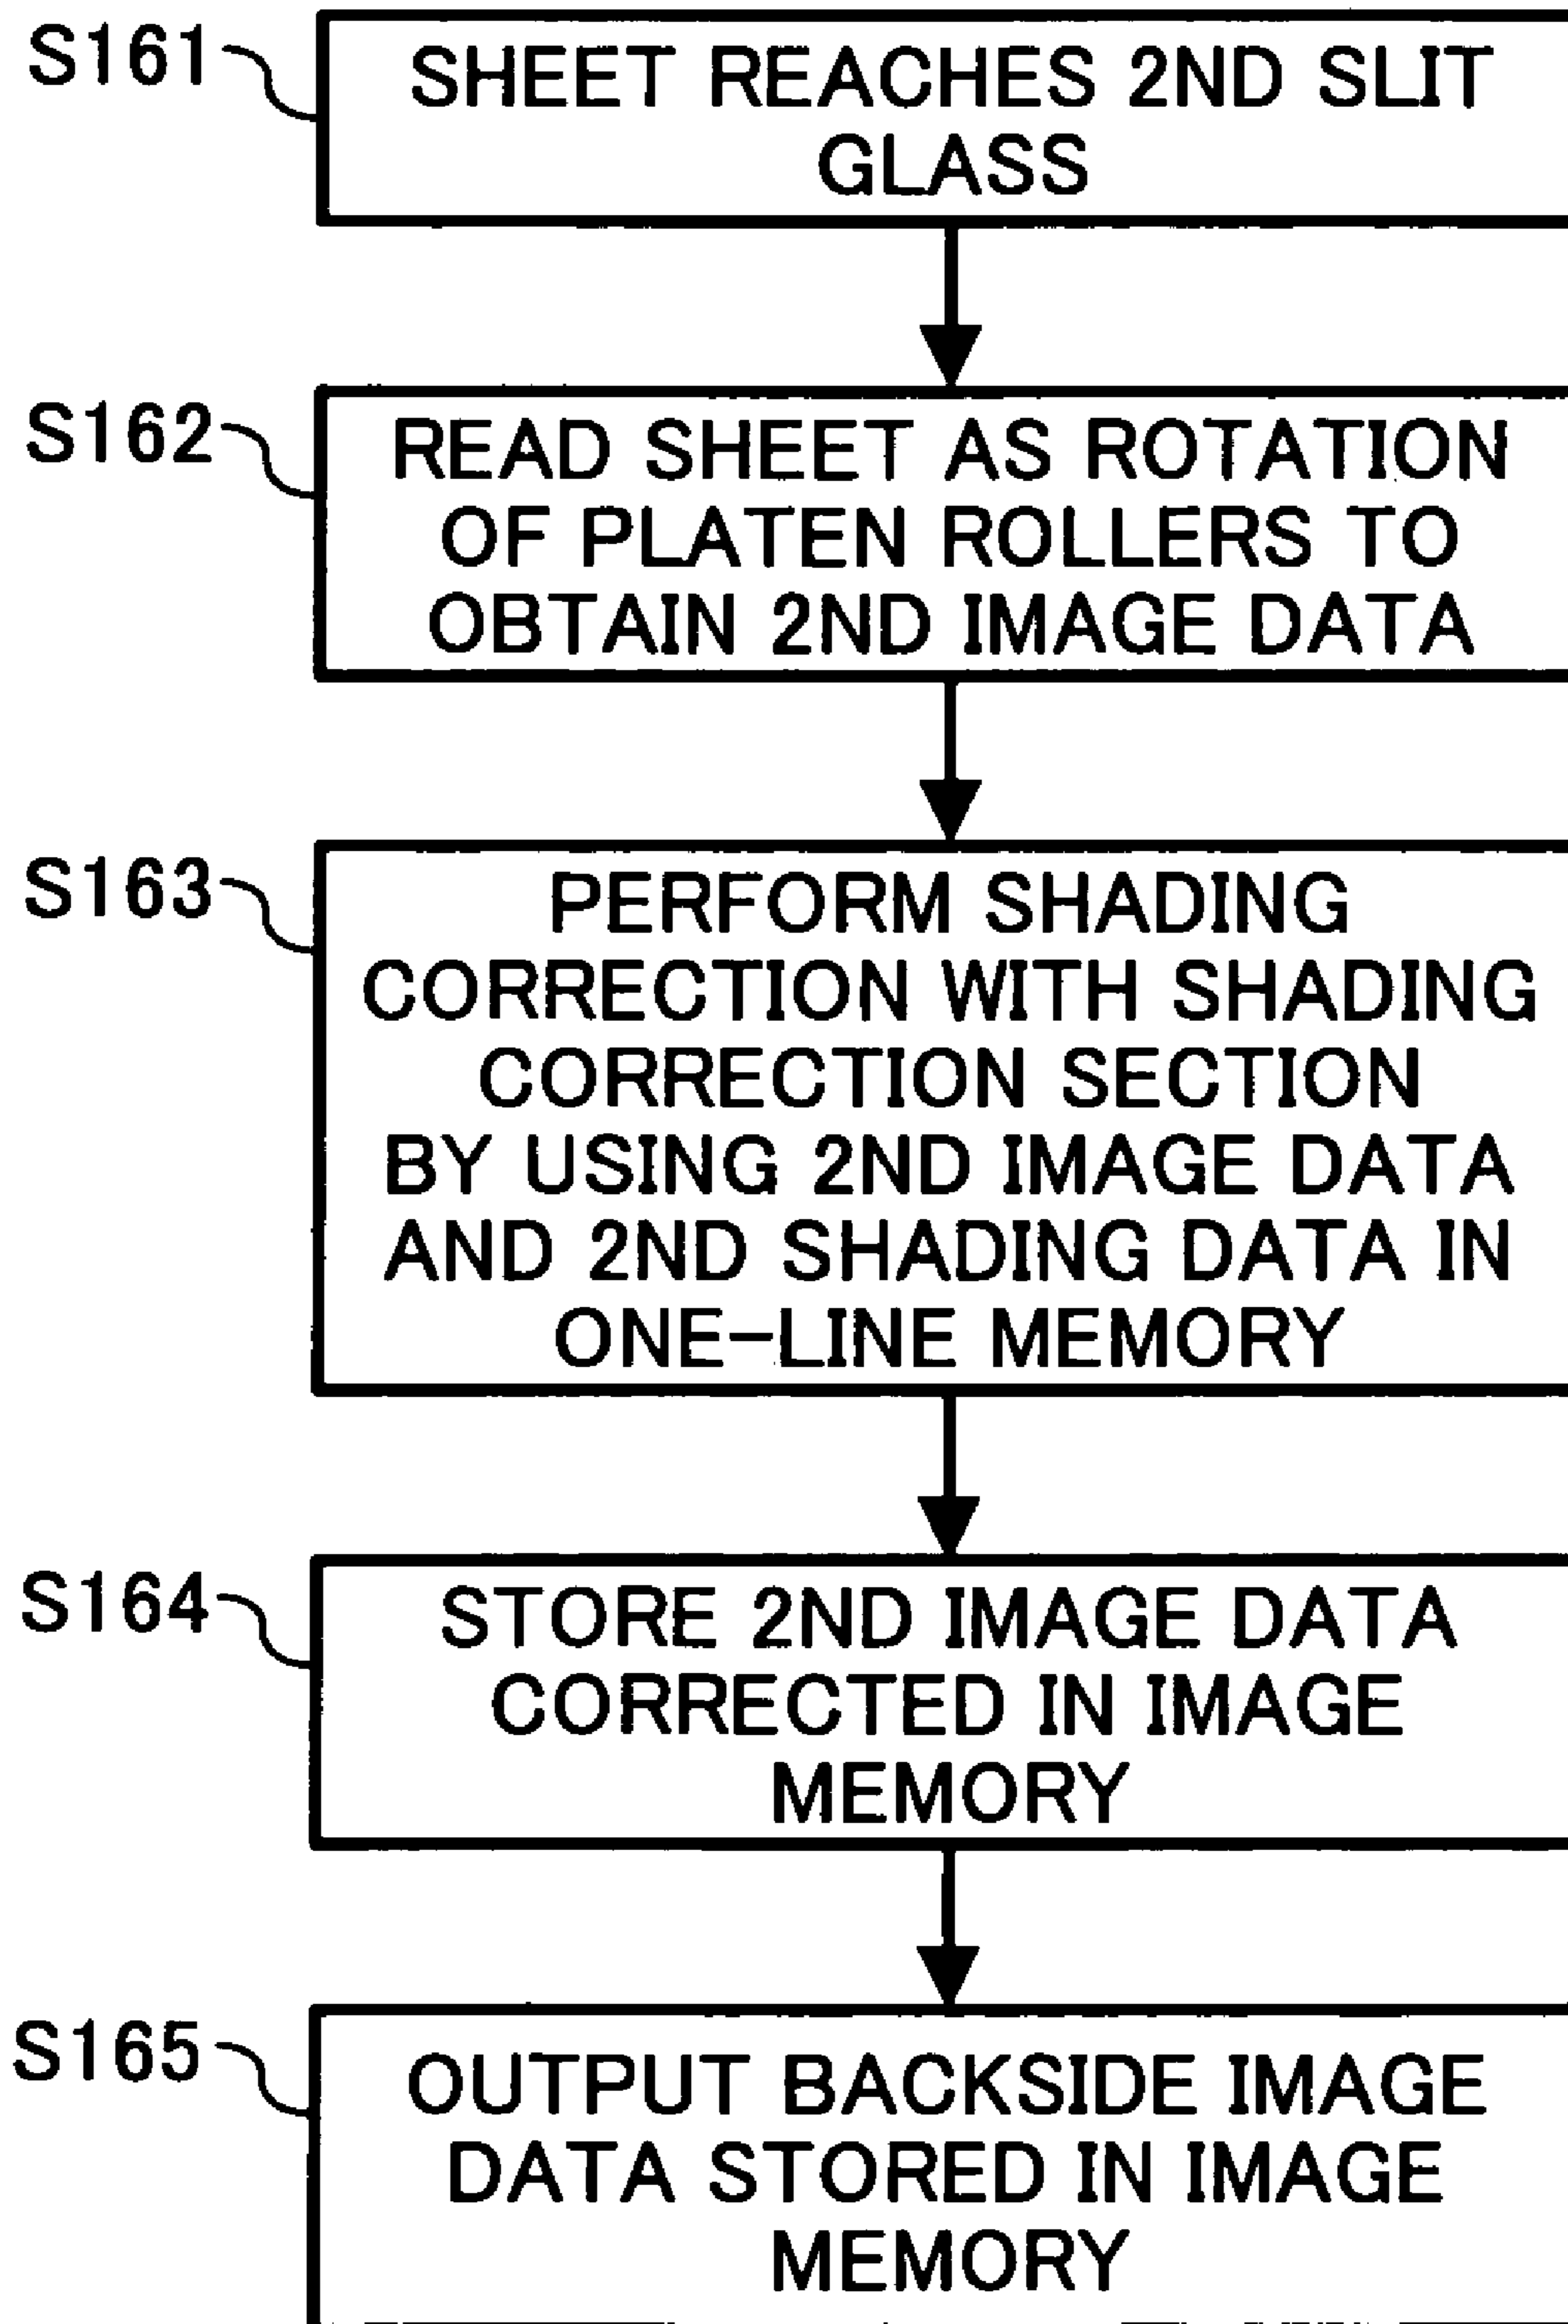 S161
SHEET REACHES 2ND SLIT
GLASS
S162
READ SHEET AS ROTATION
OF PLATEN ROLLERS TO
OBTAIN 2ND IMAGE DATA
S163
PERFORM SHADING
CORRECTION WITH SHADING
CORRECTION SECTION
BY USING 2ND IMAGE DATA
AND 2ND SHADING DATA IN
ONE-LINE MEMORY
S164
STORE 2ND IMAGE DATA
CORRECTED IN IMAGE
MEMORY
S165
OUTPUT BACKSIDE IMAGE
DATA STORED IN IMAGE
MEMORY